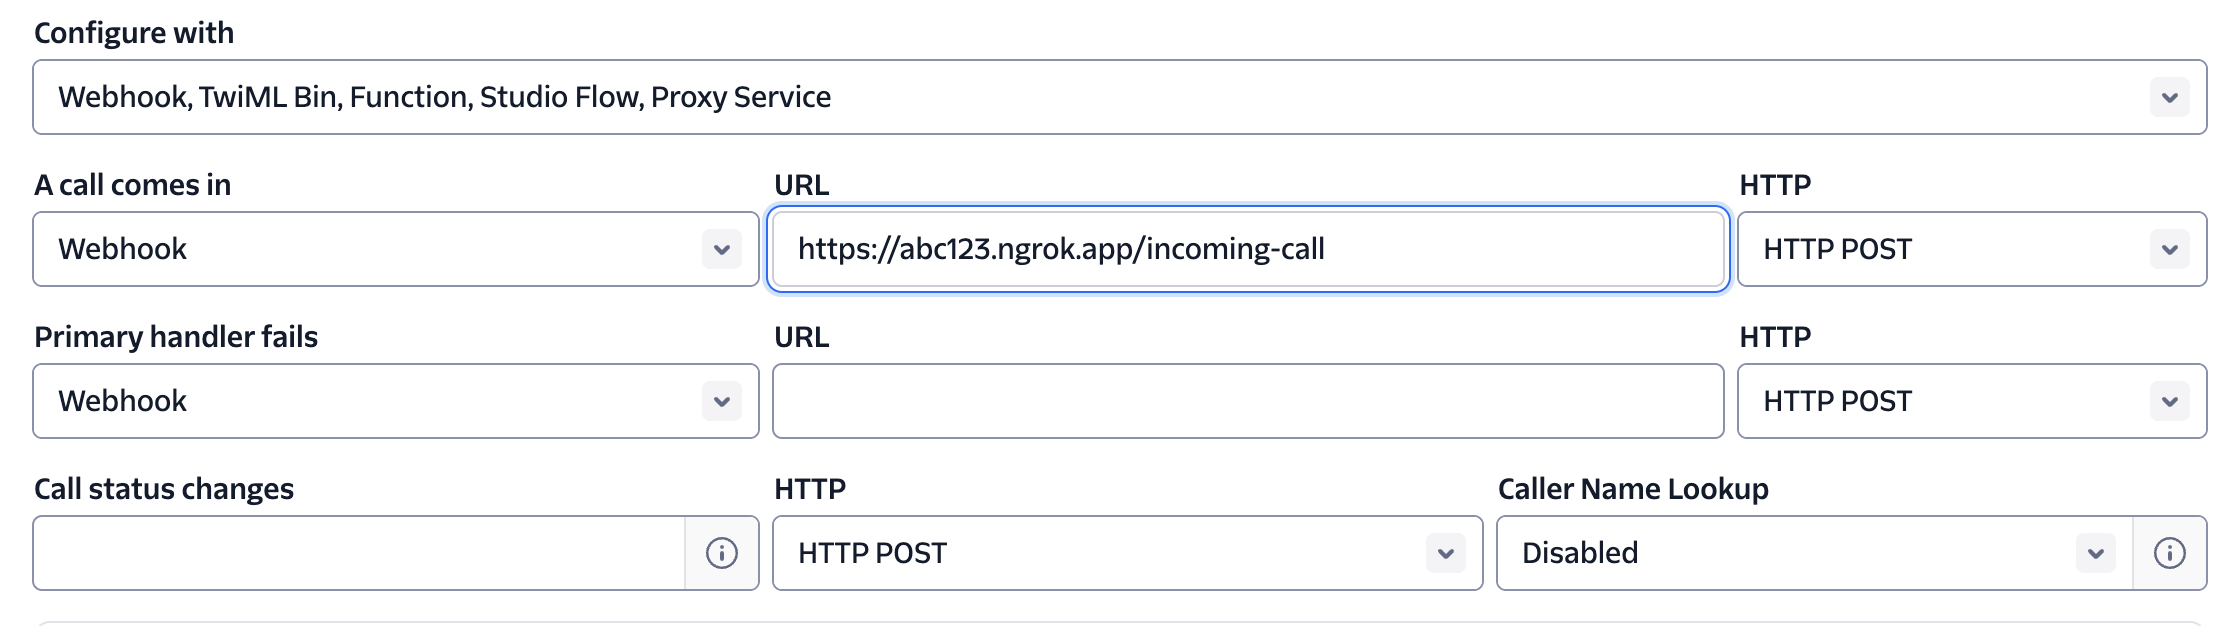 Configure with
Webhook, TwiML Bin, Function, Studio Flow, Proxy Service
A call comes in
URL
HTTP
Webhook
https://abc123.ngrok.app/incoming-call
HTTP POST
Primary handler fails
URL
HTTP
Webhook
HTTP POST
Call status changes
HTTP
Caller Name Lookup
HTTP POST
Disabled